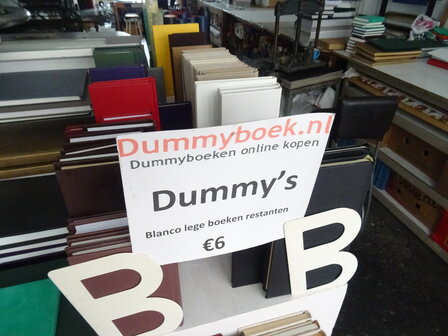 Dummyboek.nl
Dummyboeken online kopen
Dummy's
Blanco lege boeken restanten
€6
B B